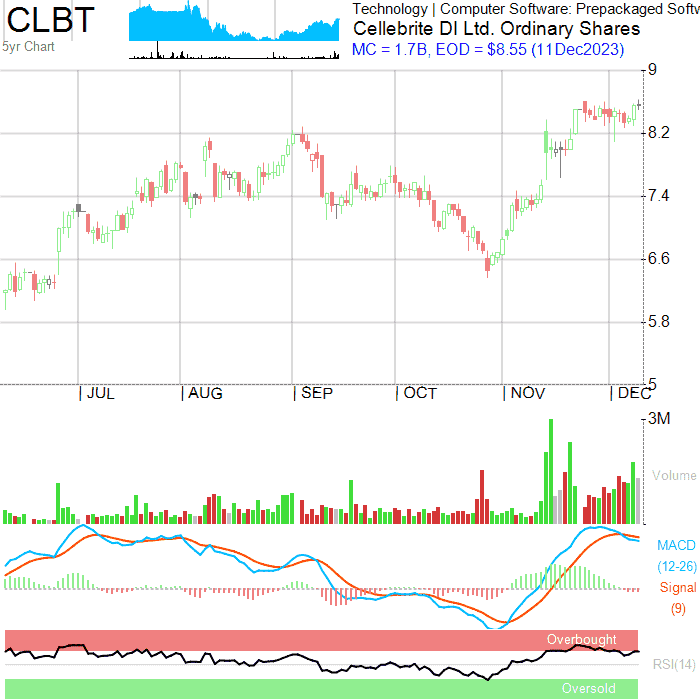 CLBT
5yr Chart
Technology | Computer Software: Prepackaged Softw
Cellebrite DI Ltd. Ordinary Shares
MC = 1.7B, EOD = $8.55 (11Dec2023)
9
8.2
7.4
6.6
5.8
5
JUL AUG SEP OCT NOV DEC
3M
Volume
MACD
(12-26)
Signal
(9)
Overbought
RSI(14)
Oversold